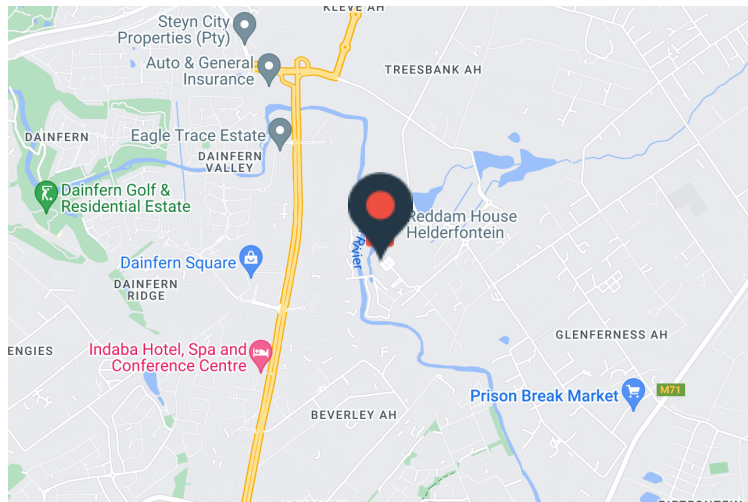 KLEVE AH
Steyn City
Properties (Pty)
Auto & General
Insurance
TREESBANK AH
DAINFERN
Eagle Trace Estate
DAINFERN
VALLEY
Dainfern Golf &
Residential Estate
Reddam House
Helderfontein
Rivier
Dainfern Square
DAINFERN
RIDGE
GLENFERNESS AH
ENGIES
Indaba Hotel, Spa and
Conference Centre
Prison Break Market
M71
BEVERLEY AH